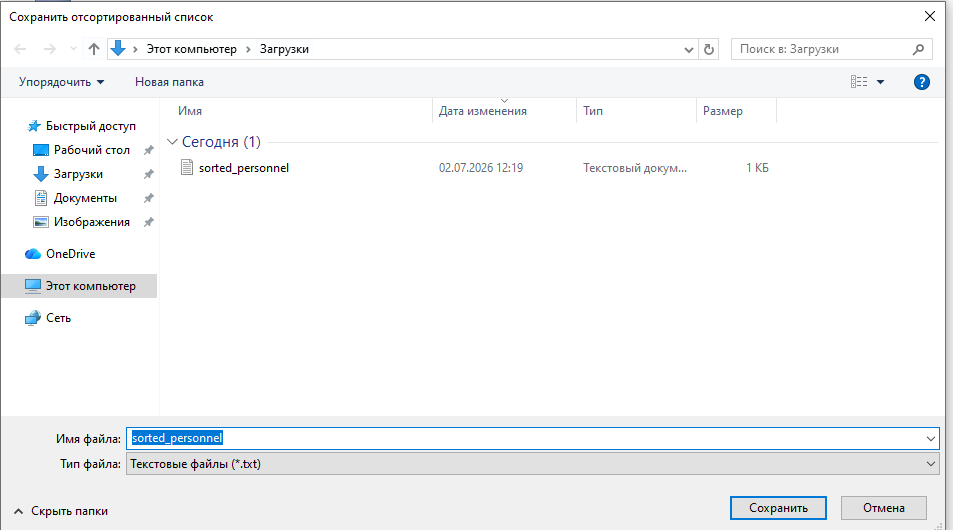 Сохранить отсортированный список
Этот компьютер Загрузки
Поиск в: Загрузки
Упорядочить Новая папка
Имя Дата изменения Тип Размер
Быстрый доступ
Рабочий стол
Загрузки
Документы
Изображения
OneDrive
Этот компьютер
Сеть
Сегодня (1)
sorted_personnel 02.07.2026 12:19 Текстовый докум... 1 КБ
Имя файла: sorted_personnel
Тип файла: Текстовые файлы (*.txt)
Скрыть папки
Сохранить Отмена